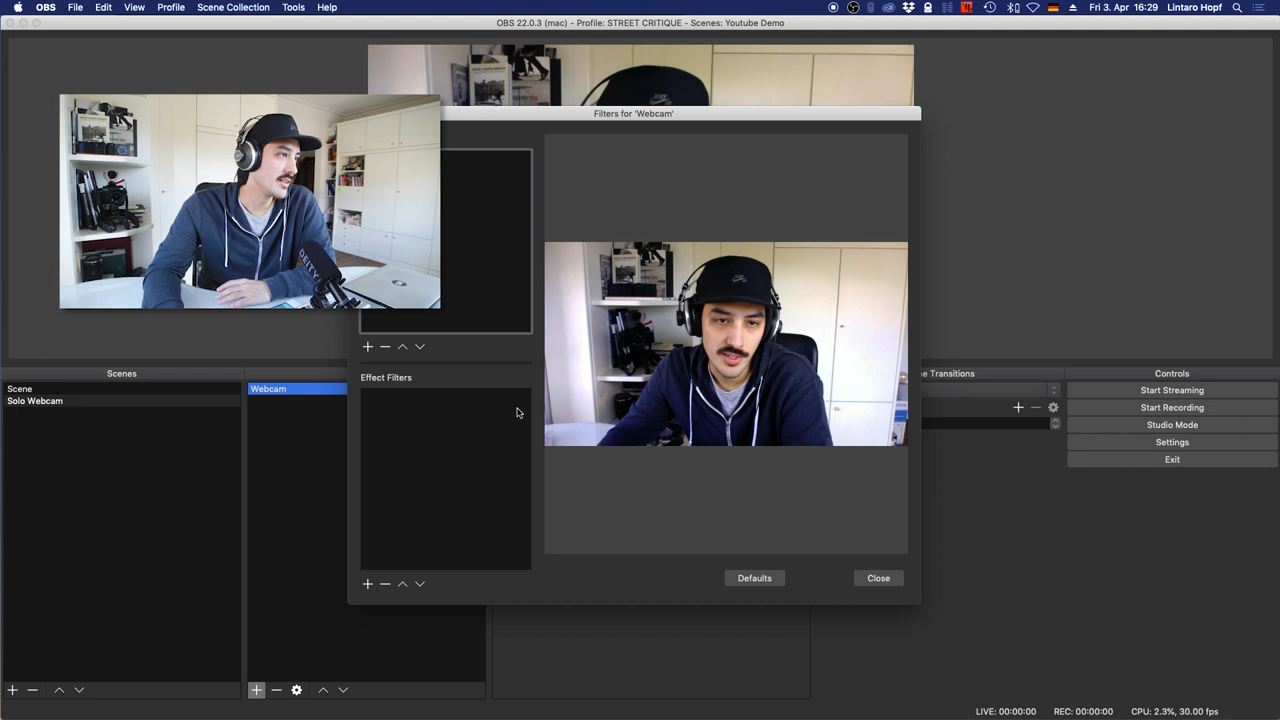 OBS File Edit View Profile Scene Collection Tools Help Fri 3. Apr 16:29 Lintaro Hopf
OBS 22.0.3 (mac) - Profile: STREET CRITIQUE - Scenes: Youtube Demo
Filters for 'Webcam'
DEITY
Effect Filters
Defaults Close
Scenes
Scene
Solo Webcam
Webcam
e Transitions
Controls
Start Streaming
Start Recording
Studio Mode
Settings
Exit
LIVE: 00:00:00 REC: 00:00:00 CPU: 2.3%, 30.00 fps